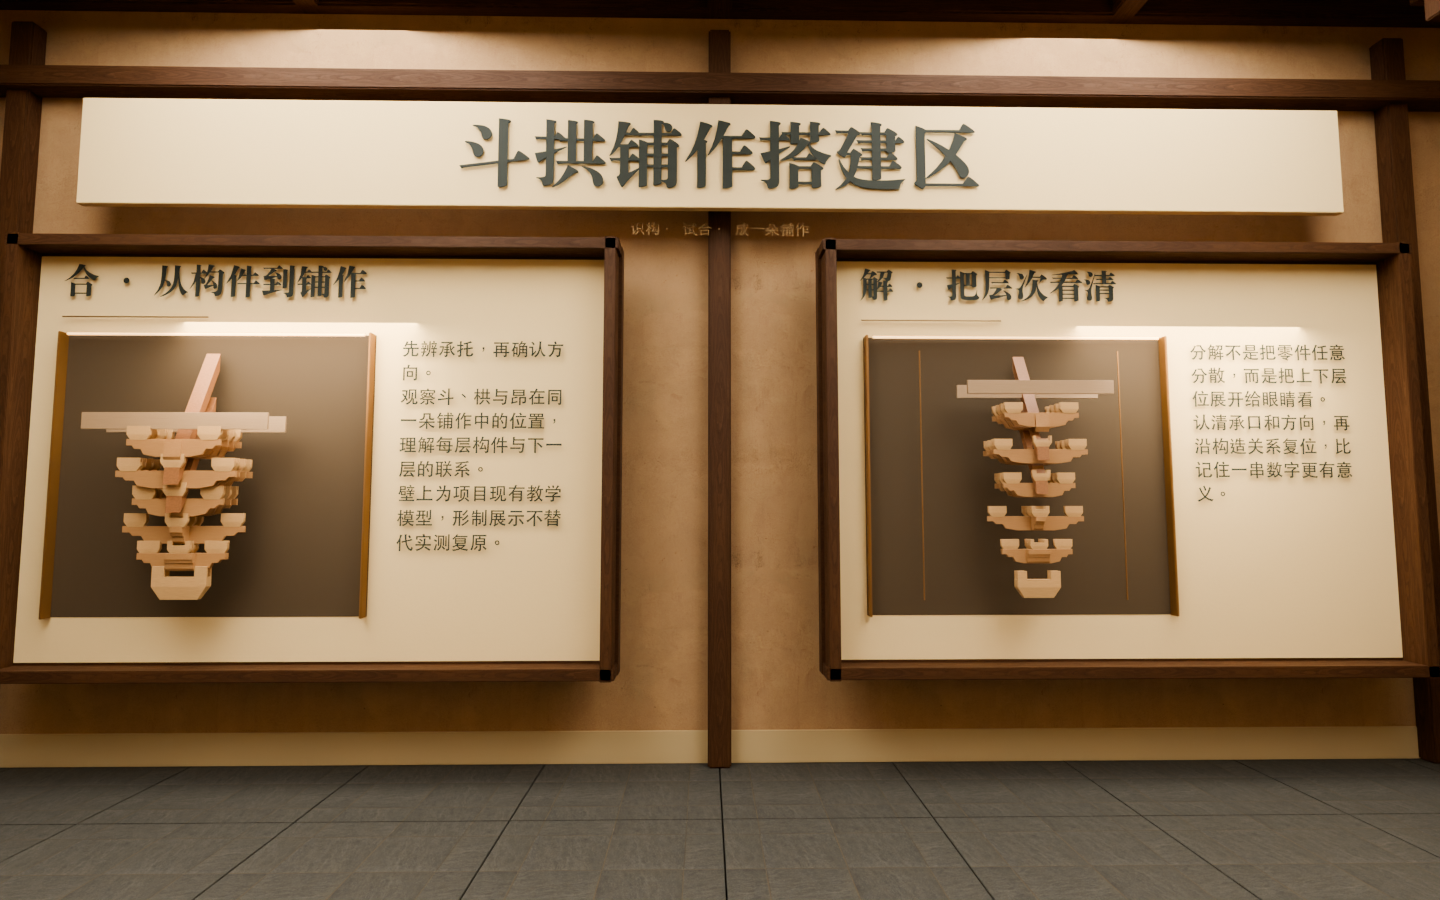 斗拱铺作搭建区
识构 · 试合 · 成一朵铺作
合 · 从构件到铺作
先辨承托，再确认方
向。
观察斗、栱与昂在同
一朵铺作中的位置，
理解每层构件与下一
层的联系。
壁上为项目现有教学
模型，形制展示不替
代实测复原。
解 · 把层次看清
分解不是把零件任意
分散，而是把上下层
位展开给眼睛看。
认清承口和方向，再
沿构造关系复位，比
记住一串数字更有意
义。